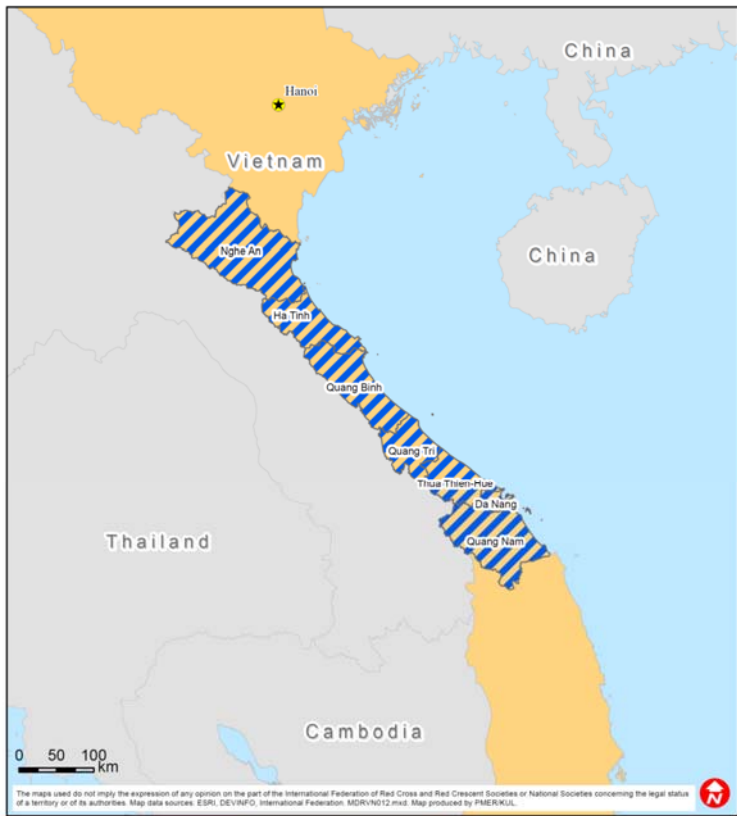 China
Hanoi
Vietnam
Nghe An
China
Ha Tinh
Quang Binh
Quang Tri
Thua Thien-Hue
Da Nang
Quang Nam
Thailand
Cambodia
0 50 100
km
The maps used do not imply the expression of any opinion on the part of the International Federation of Red Cross and Red Crescent Societies or National Societies concerning the legal status
of a territory or of its authorities. Map data sources. ESRI, DEVINFO, International Federation. MDRVN012.mxd. Map produced by PMER/KUL.
N